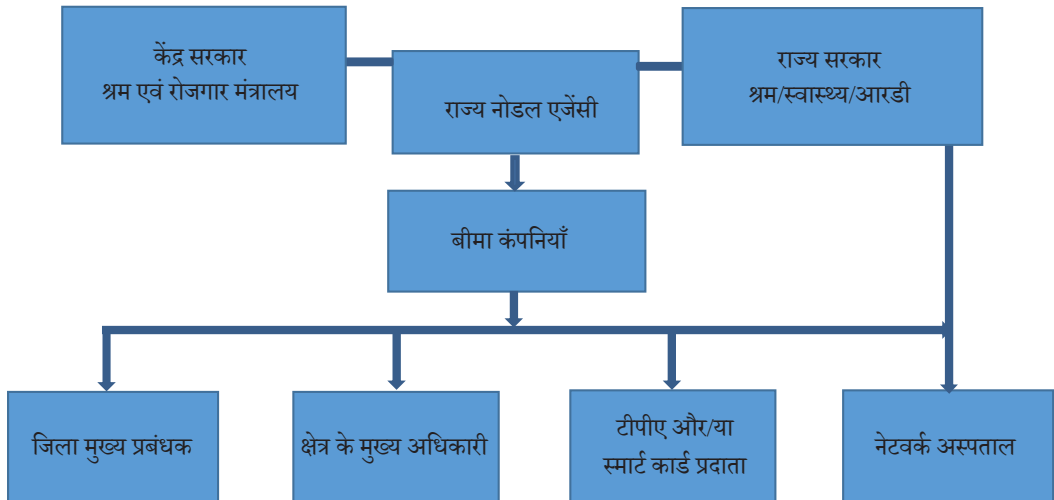 केंद्र सरकार
श्रम एवं रोजगार मंत्रालय
राज्य नोडल एजेंसी
राज्य सरकार
श्रम/स्वास्थ्य/आरडी
बीमा कंपनियाँ
जिला मुख्य प्रबंधक
क्षेत्र के मुख्य अधिकारी
टीपीए और/या
स्मार्ट कार्ड प्रदाता
नेटवर्क अस्पताल